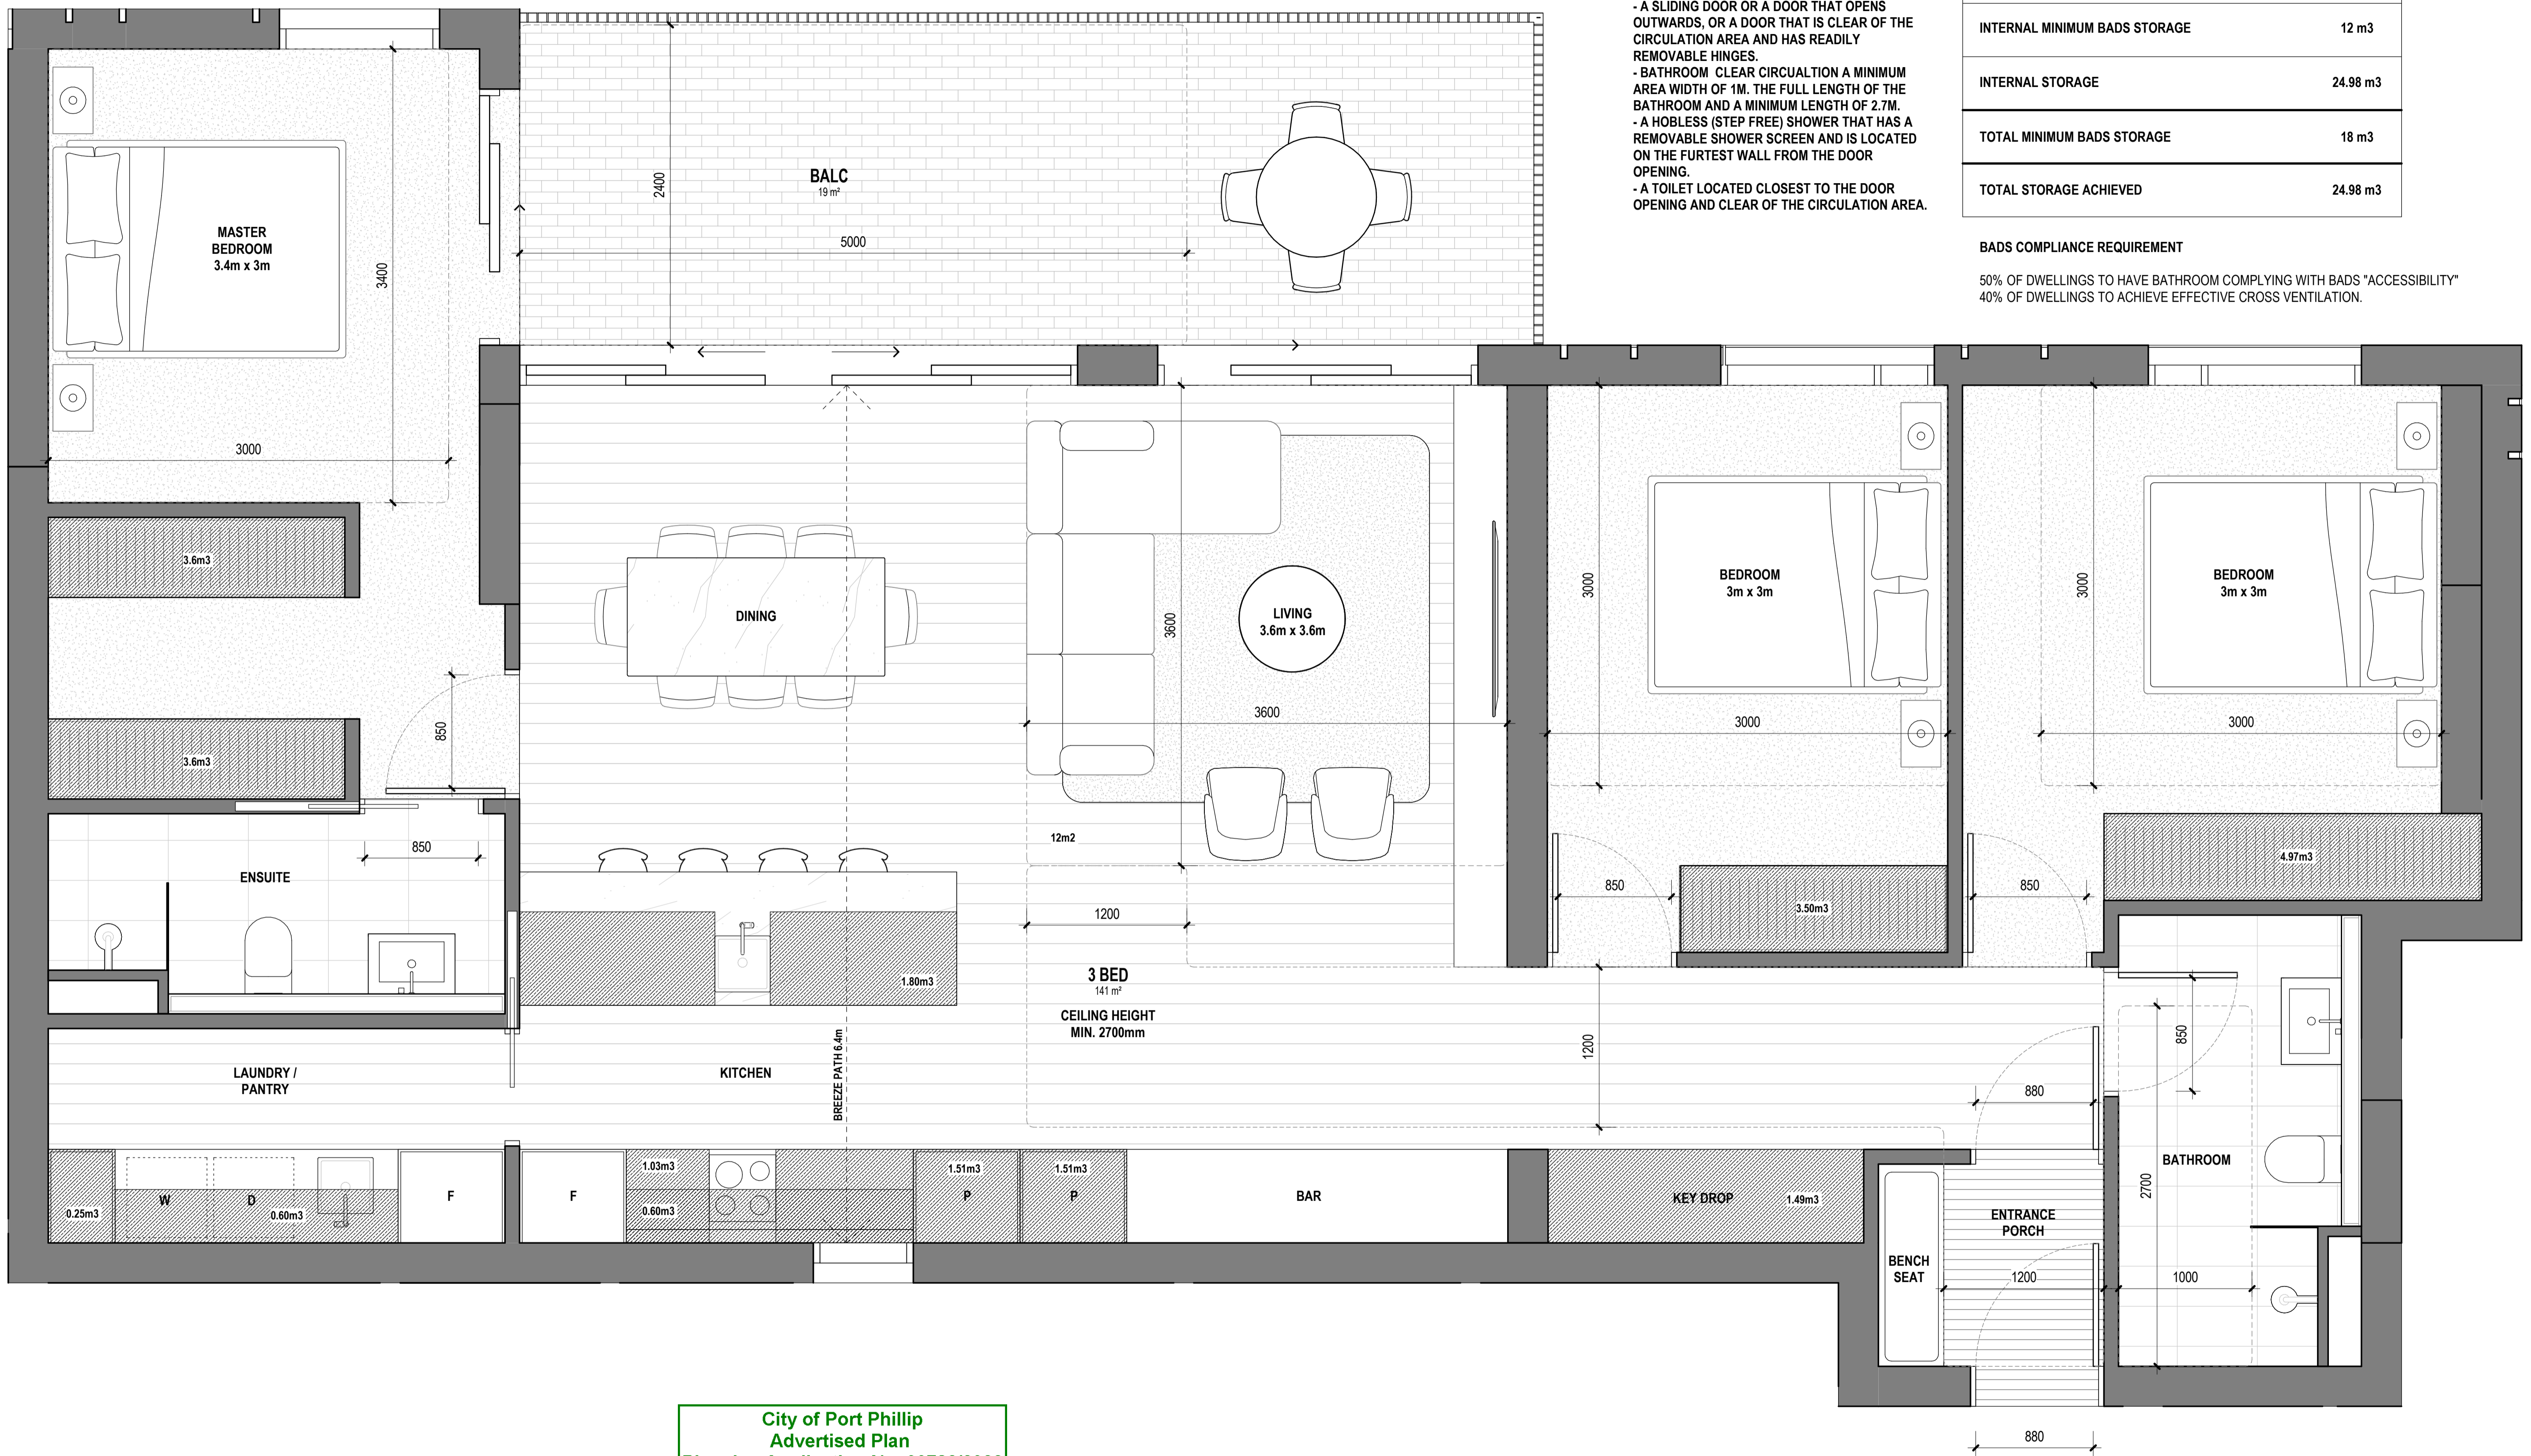 - A SLIDING DOOR OR A DOOR THAT OPENS
OUTWARDS, OR A DOOR THAT IS CLEAR OF THE
CIRCULATION AREA AND HAS READILY
REMOVABLE HINGES.
- BATHROOM CLEAR CIRCUALTION A MINIMUM
AREA WIDTH OF 1M. THE FULL LENGTH OF THE
BATHROOM AND A MINIMUM LENGTH OF 2.7M.
- A HOBLESS (STEP FREE) SHOWER THAT HAS A
REMOVABLE SHOWER SCREEN AND IS LOCATED
ON THE FURTEST WALL FROM THE DOOR
OPENING.
- A TOILET LOCATED CLOSEST TO THE DOOR
OPENING AND CLEAR OF THE CIRCULATION AREA.
INTERNAL MINIMUM BADS STORAGE 12 m3
INTERNAL STORAGE 24.98 m3
TOTAL MINIMUM BADS STORAGE 18 m3
TOTAL STORAGE ACHIEVED 24.98 m3
BADS COMPLIANCE REQUIREMENT
50% OF DWELLINGS TO HAVE BATHROOM COMPLYING WITH BADS "ACCESSIBILITY"
40% OF DWELLINGS TO ACHIEVE EFFECTIVE CROSS VENTILATION.
MASTER
BEDROOM
3.4m x 3m
3400
3000
BALC
19 m²
2400
5000
3.6m3
3.6m3
850
DINING
LIVING
3.6m x 3.6m
3600
3600
12m2
BEDROOM
3m x 3m
3000
3000
BEDROOM
3m x 3m
3000
3000
850
3.50m3
850
4.97m3
ENSUITE
850
1.80m3
1200
3 BED
141 m²
CEILING HEIGHT
MIN. 2700mm
1200
LAUNDRY /
PANTRY
KITCHEN
BREEZE PATH 6.4m
850
880
0.25m3
W
D
0.60m3
F
F
1.03m3
0.60m3
1.51m3
P
1.51m3
P
BAR
KEY DROP
1.49m3
BATHROOM
2700
ENTRANCE
PORCH
BENCH
SEAT
1200
1000
880
City of Port Phillip
Advertised Plan